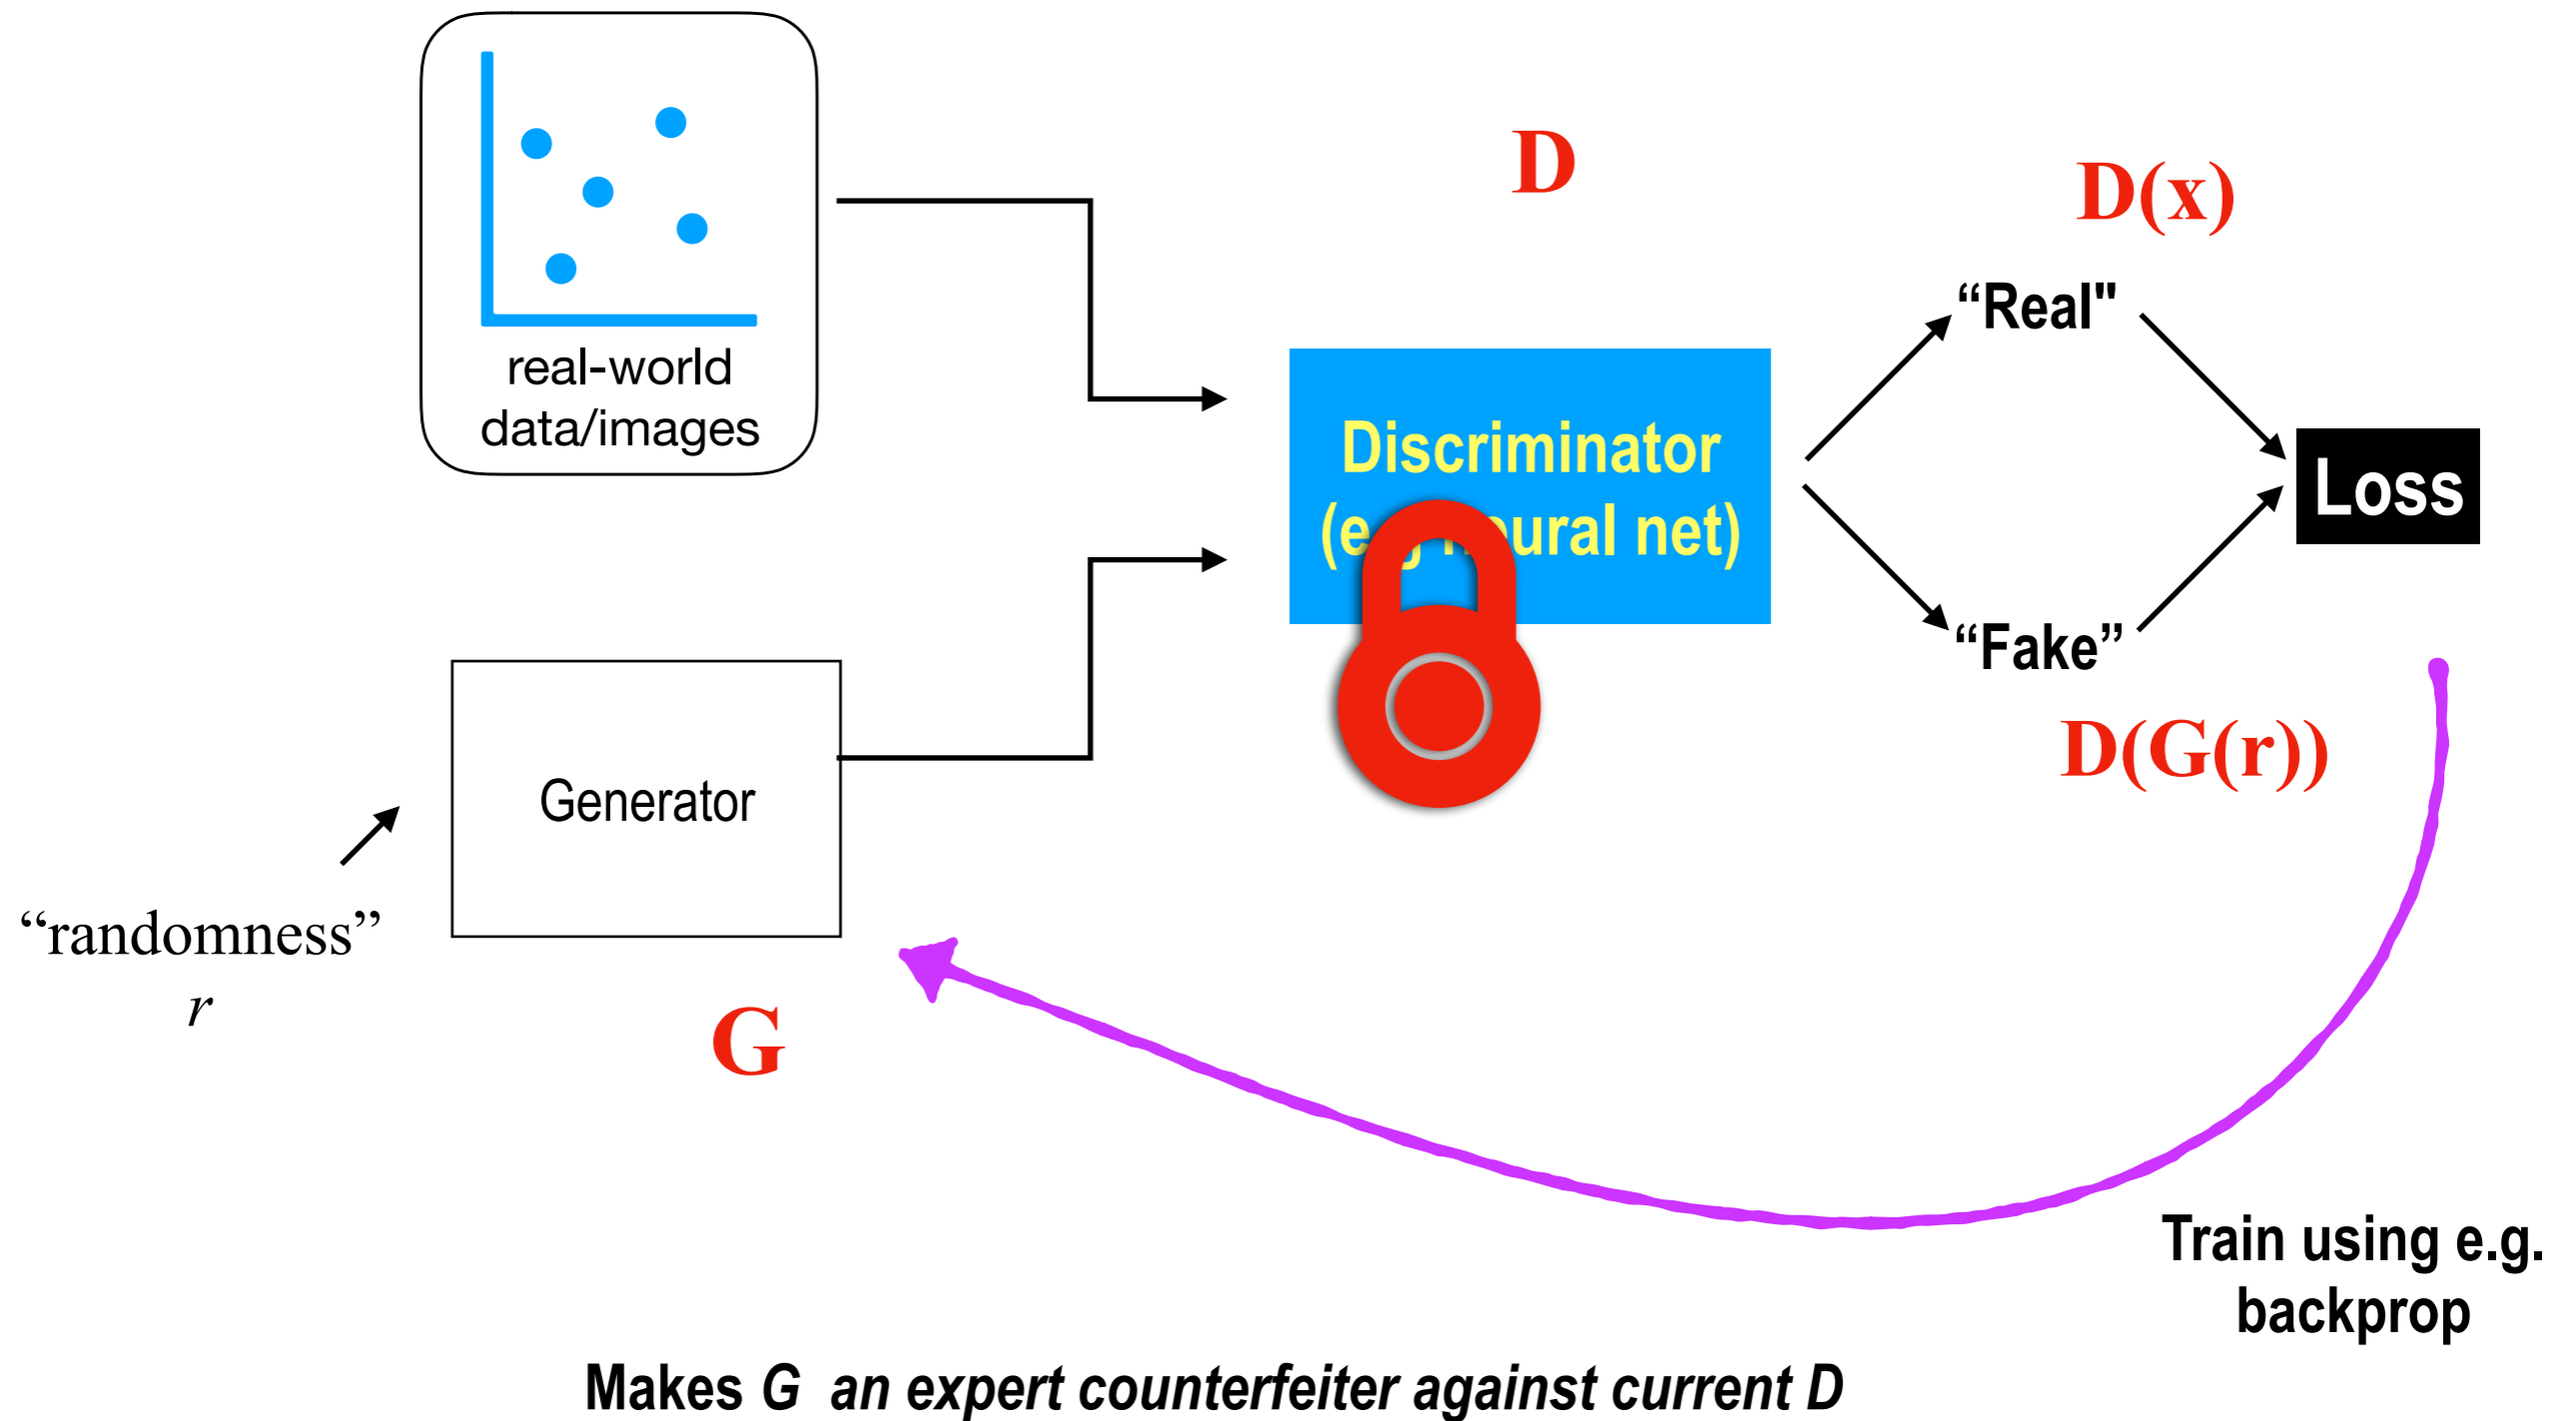 real-world
data/images
D
D(x)
“Real"
Discriminator
(e.g neural net)
Loss
“Fake”
D(G(r))
Generator
“randomness”
r
G
Train using e.g.
backprop
Makes G an expert counterfeiter against current D